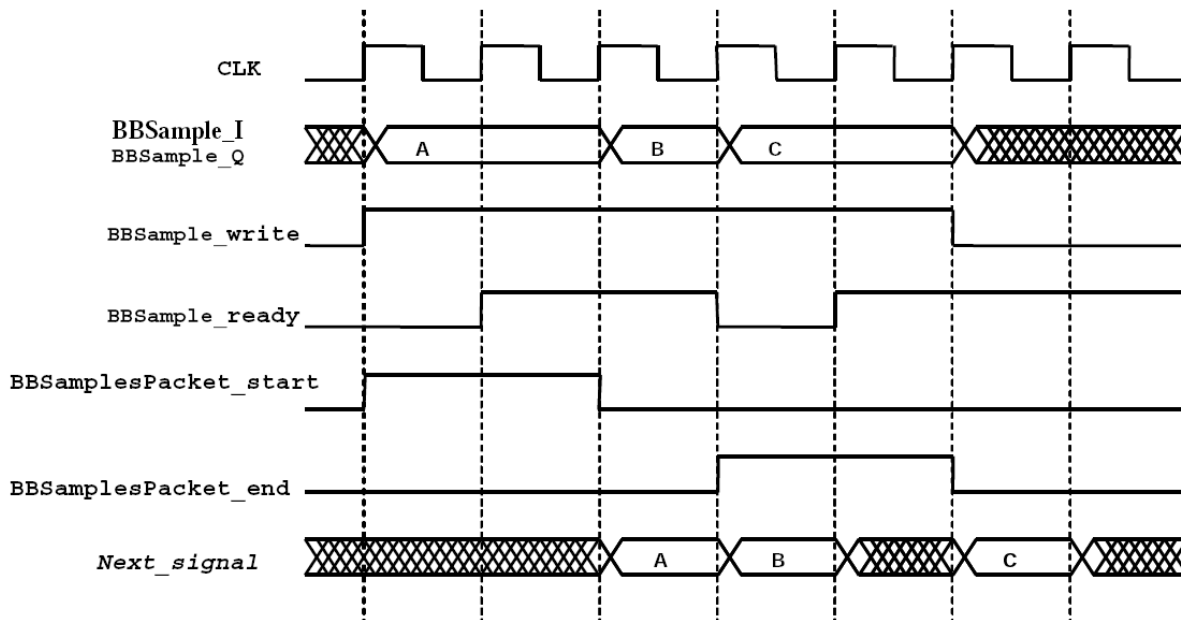 CLK
BBSample_I
BBSample_Q
A B C
BBSample_write
BBSample_ready
BBSamplesPacket_start
BBSamplesPacket_end
Next_signal
A B C